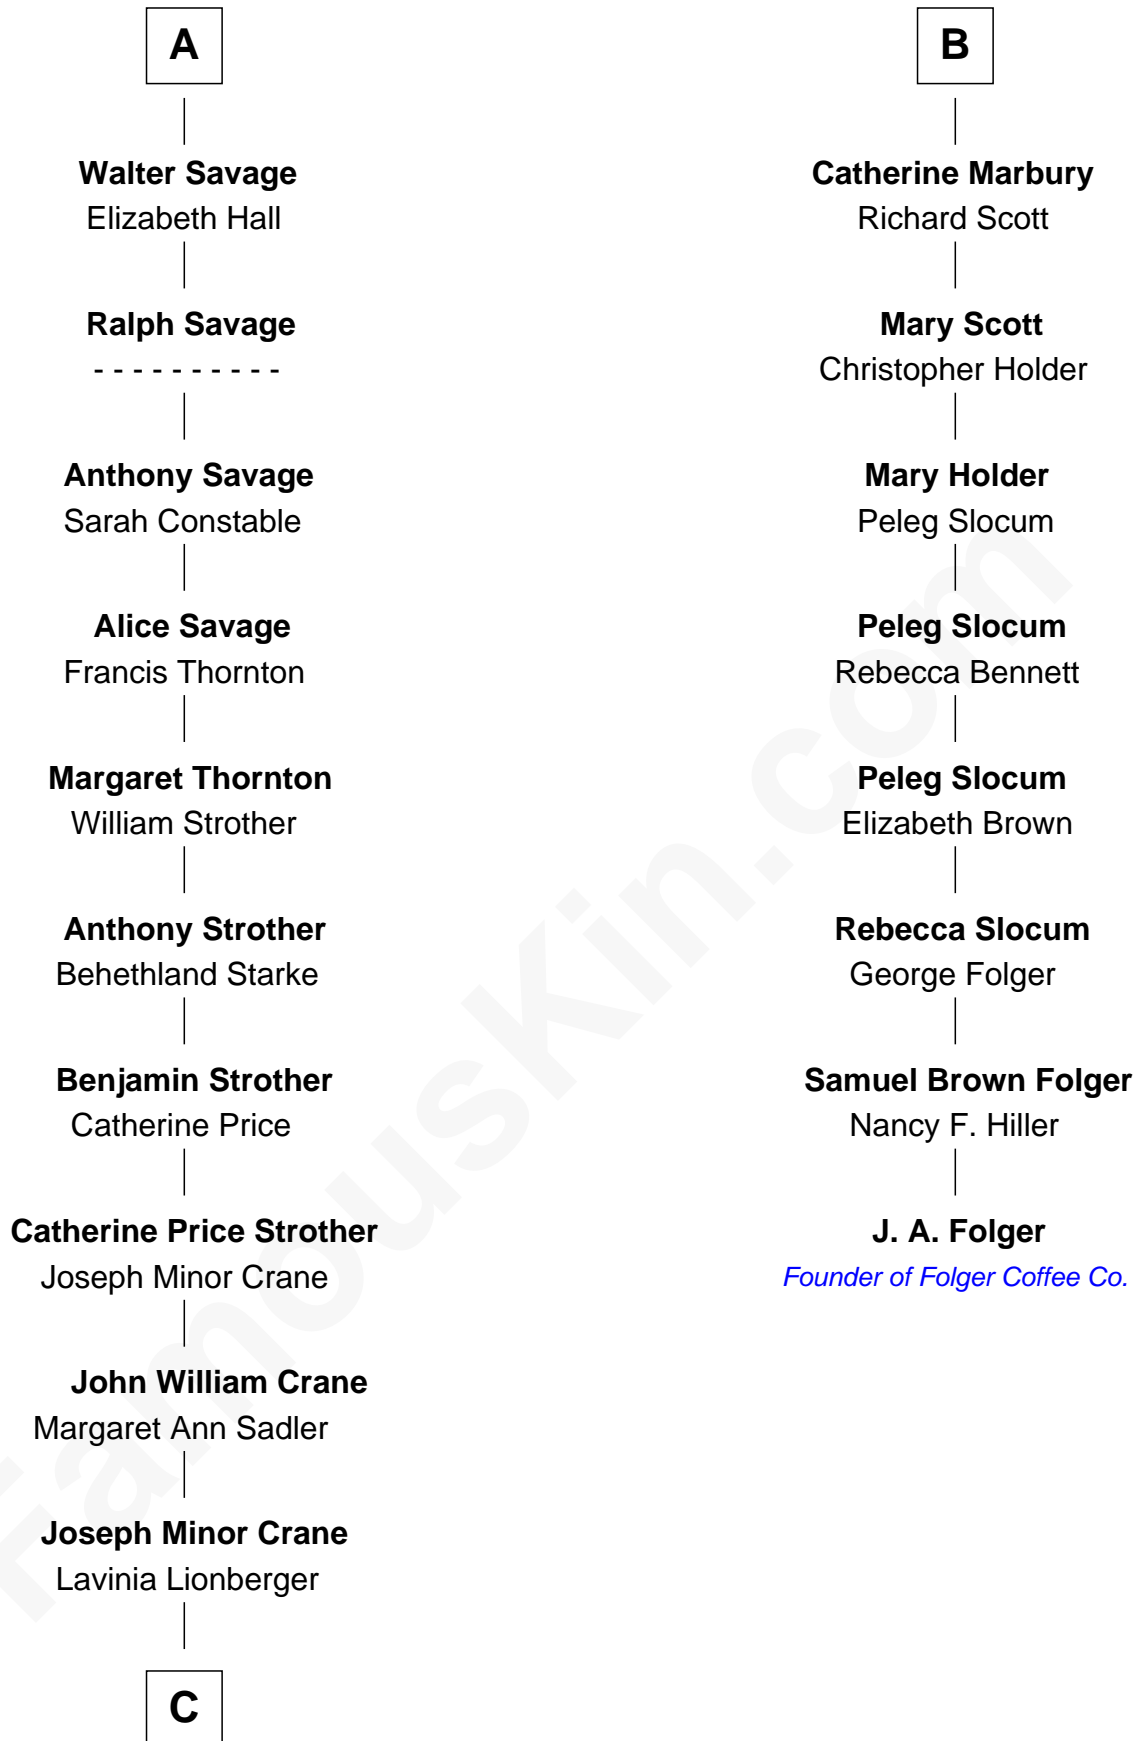 A
Walter Savage
Elizabeth Hall
Ralph Savage
- - - - - - - - - -
Anthony Savage
Sarah Constable
Alice Savage
Francis Thornton
Margaret Thornton
William Strother
Anthony Strother
Behethland Starke
Benjamin Strother
Catherine Price
Catherine Price Strother
Joseph Minor Crane
John William Crane
Margaret Ann Sadler
Joseph Minor Crane
Lavinia Lionberger
C
B
Catherine Marbury
Richard Scott
Mary Scott
Christopher Holder
Mary Holder
Peleg Slocum
Peleg Slocum
Rebecca Bennett
Peleg Slocum
Elizabeth Brown
Rebecca Slocum
George Folger
Samuel Brown Folger
Nancy F. Hiller
J. A. Folger
Founder of Folger Coffee Co.
FamousKin.com